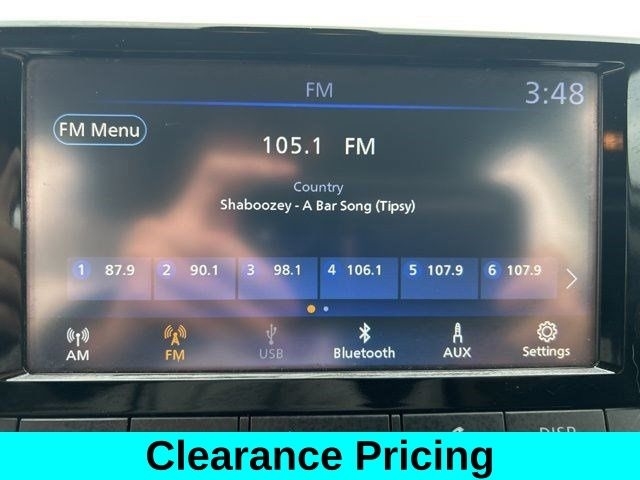 FM 3:48
FM Menu
105.1 FM
Country
Shaboozey - A Bar Song (Tipsy)
1 87.9 2 90.1 3 98.1 4 106.1 5 107.9 6 107.9
AM FM USB Bluetooth AUX Settings
DISP
Clearance Pricing